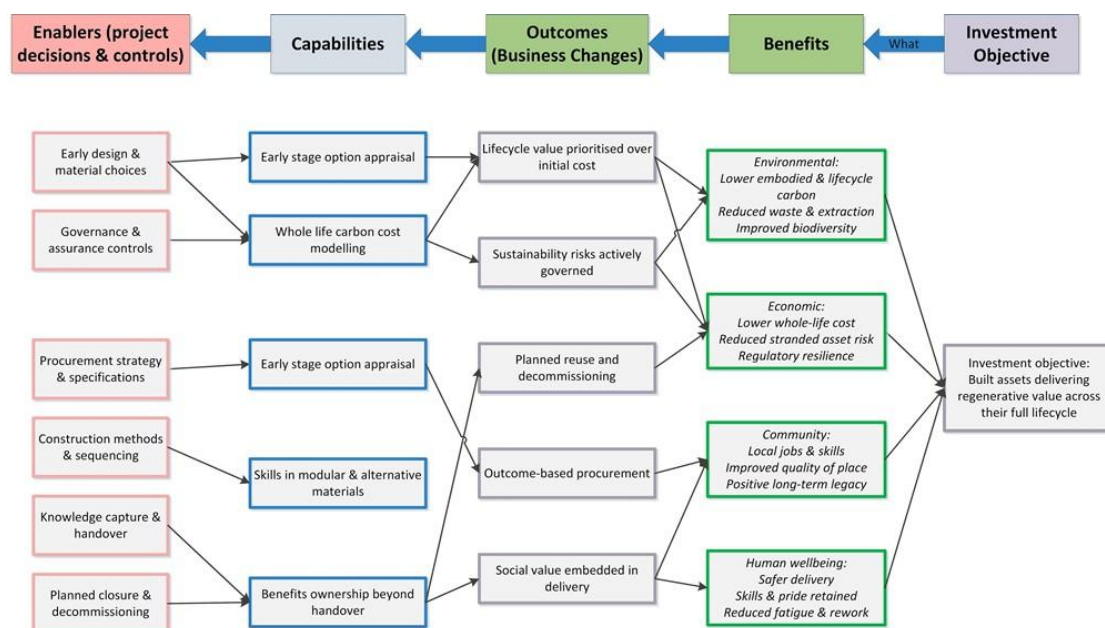 Enablers (project
decisions & controls)
Capabilities
Outcomes
(Business Changes)
Benefits
What
Investment
Objective
Early design &
material choices
Governance &
assurance controls
Procurement strategy
& specifications
Construction methods
& sequencing
Knowledge capture &
handover
Planned closure &
decommissioning
Early stage option appraisal
Whole life carbon cost
modelling
Early stage option appraisal
Skills in modular & alternative
materials
Benefits ownership beyond
handover
Lifecycle value prioritised over
initial cost
Sustainability risks actively
governed
Planned reuse and
decommissioning
Outcome-based procurement
Social value embedded in
delivery
Environmental:
Lower embodied & lifecycle
carbon
Reduced waste & extraction
Improved biodiversity
Economic:
Lower whole-life cost
Reduced stranded asset risk
Regulatory resilience
Community:
Local jobs & skills
Improved quality of place
Positive long-term legacy
Human wellbeing:
Safer delivery
Skills & pride retained
Reduced fatigue & rework
Investment objective:
Built assets delivering
regenerative value across
their full lifecycle